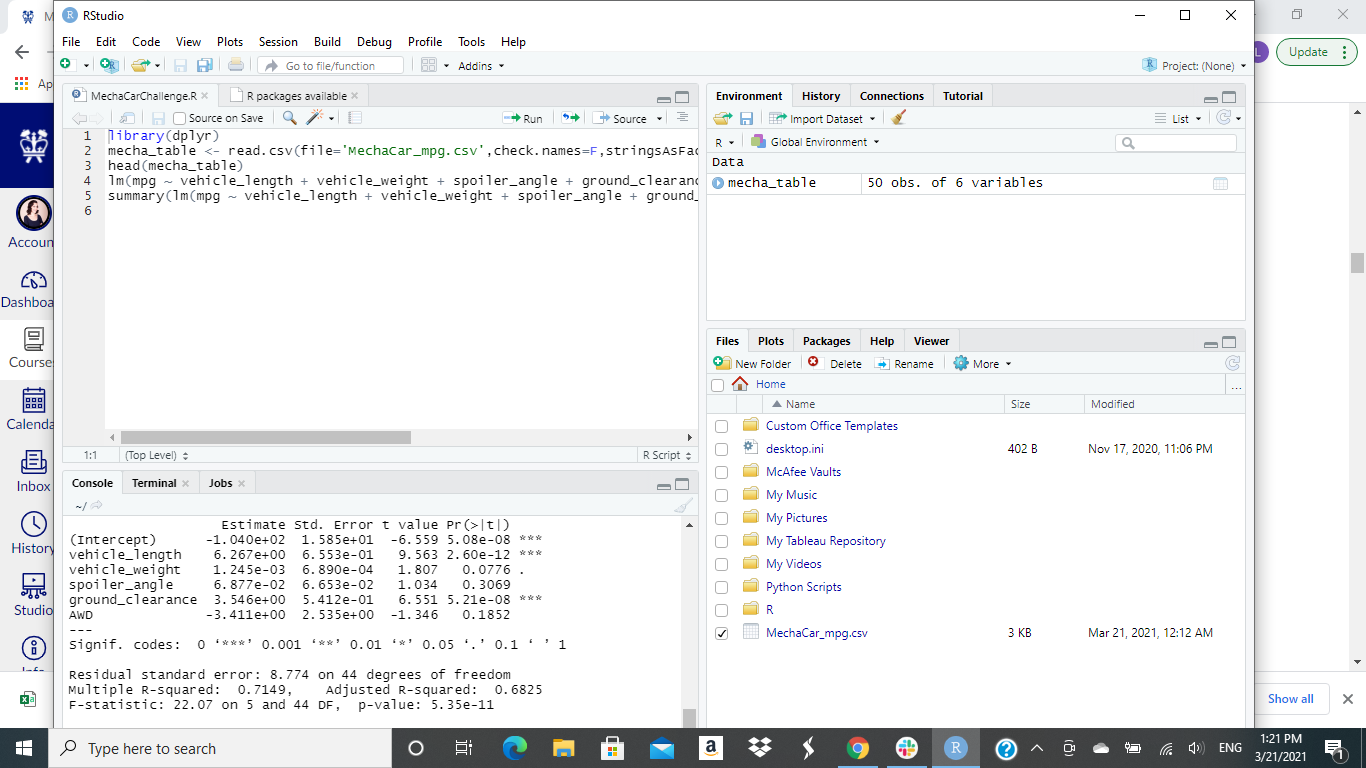 M
RStudio
Update
File Edit Code View Plots Session Build Debug Profile Tools Help
Go to file/function
Addins
Project: (None)
Ap
MechaCarChallenge.R
R packages available
Source on Save
Run
Source
1 library(dplyr)
2 mecha_table <- read.csv(file='MechaCar_mpg.csv',check.names=F,stringsAsFac
3 head(mecha_table)
4 lm(mpg ~ vehicle_length + vehicle_weight + spoiler_angle + ground_clearanc
5 summary(lm(mpg ~ vehicle_length + vehicle_weight + spoiler_angle + ground_
6
1:1 (Top Level) R Script
Environment History Connections Tutorial
Import Dataset
List
R Global Environment
Data
mecha_table 50 obs. of 6 variables
Accoun
Dashboa
Course
Calenda
Inbox
History
Studio
Info
Console Terminal Jobs
~/
Estimate Std. Error t value Pr(>|t|)
(Intercept) -1.040e+02 1.585e+01 -6.559 5.08e-08 ***
vehicle_length 6.267e+00 6.553e-01 9.563 2.60e-12 ***
vehicle_weight 1.245e-03 6.890e-04 1.807 0.0776 .
spoiler_angle 6.877e-02 6.653e-02 1.034 0.3069
ground_clearance 3.546e+00 5.412e-01 6.551 5.21e-08 ***
AWD -3.411e+00 2.535e+00 -1.346 0.1852
---
Signif. codes: 0 ‘***’ 0.001 ‘**’ 0.01 ‘*’ 0.05 ‘.’ 0.1 ‘ ’ 1
Residual standard error: 8.774 on 44 degrees of freedom
Multiple R-squared: 0.7149, Adjusted R-squared: 0.6825
F-statistic: 22.07 on 5 and 44 DF, p-value: 5.35e-11
Files Plots Packages Help Viewer
New Folder Delete Rename More
Home
...
Name Size Modified
Custom Office Templates
desktop.ini 402 B Nov 17, 2020, 11:06 PM
McAfee Vaults
My Music
My Pictures
My Tableau Repository
My Videos
Python Scripts
R
MechaCar_mpg.csv 3 KB Mar 21, 2021, 12:12 AM
Show all
Type here to search
ENG
1:21 PM
3/21/2021
1